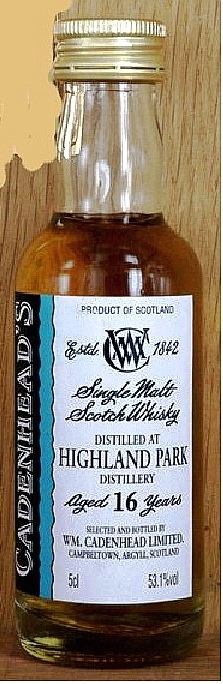 CADENHEAD'S
PRODUCT OF SCOTLAND
Estd. WC 1842
Single Malt
Scotch Whisky
DISTILLED AT
HIGHLAND PARK
DISTILLERY
Aged 16 Years
SELECTED AND BOTTLED BY
WM. CADENHEAD LIMITED,
CAMPBELTOWN, ARGYLL, SCOTLAND
5cl 53.1%vol